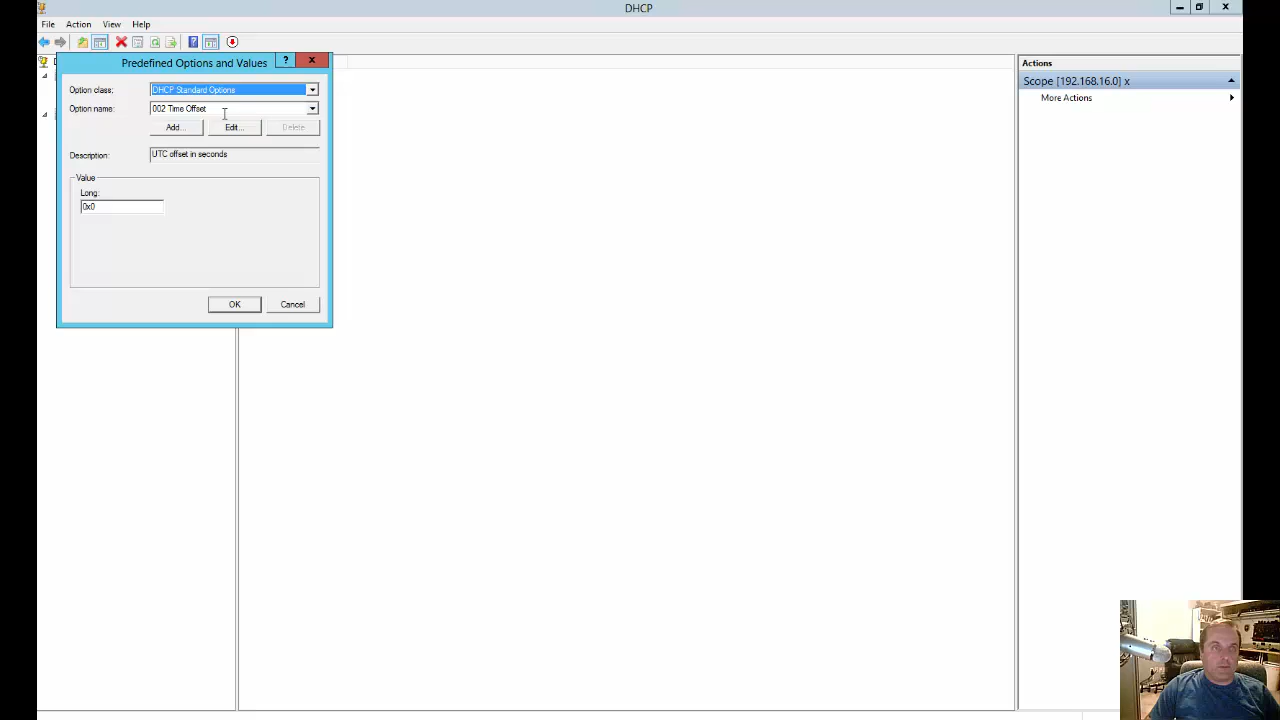 DHCP
File Action View Help
Predefined Options and Values ?
Option class: DHCP Standard Options
Option name: 002 Time Offset
Add... Edit... Delete
Description: UTC offset in seconds
Value
Long:
0x0
OK Cancel
Actions
Scope [192.168.16.0] x
More Actions